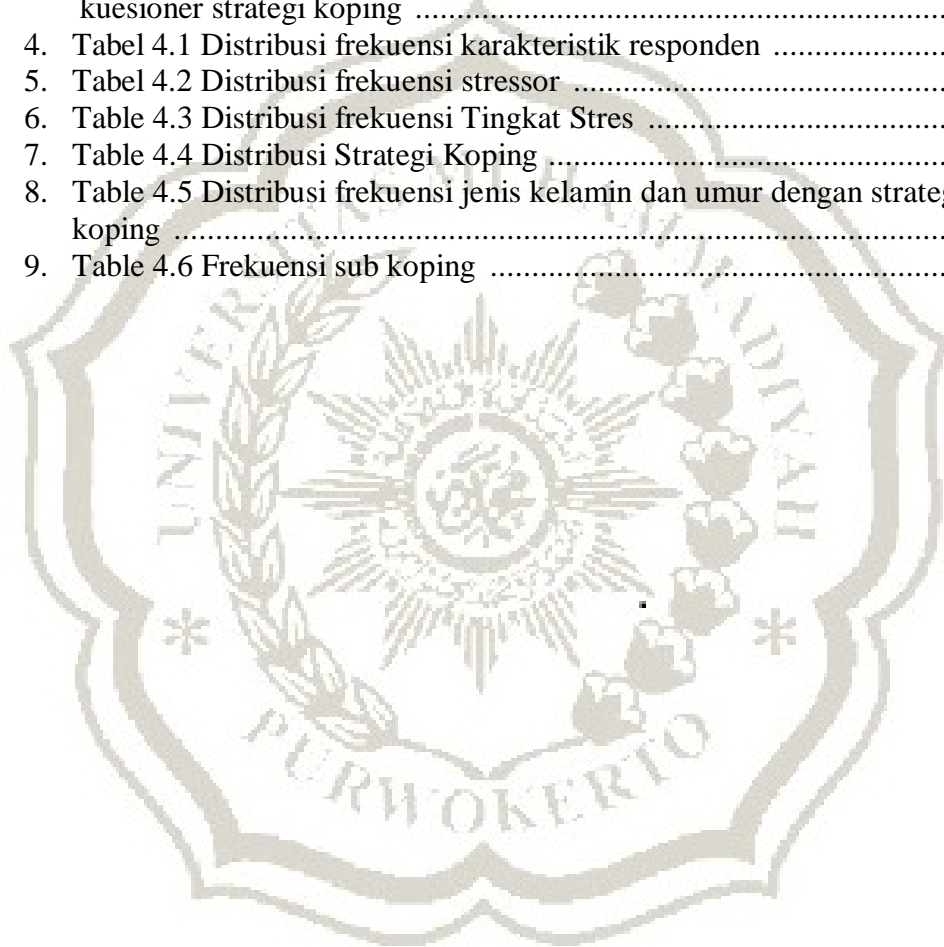 kuesioner strategi koping ........................................................................
4. Tabel 4.1 Distribusi frekuensi karakteristik responden ........................
5. Tabel 4.2 Distribusi frekuensi stressor ..................................................
6. Table 4.3 Distribusi frekuensi Tingkat Stres .........................................
7. Table 4.4 Distribusi Strategi Koping .....................................................
8. Table 4.5 Distribusi frekuensi jenis kelamin dan umur dengan strateg
koping ......................................................................................................
9. Table 4.6 Frekuensi sub koping .............................................................
UNIVERSITAS MUHAMMADIYAH
PURWOKERTO